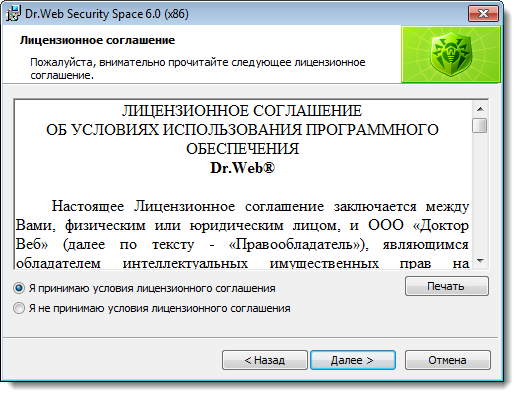 Dr.Web Security Space 6.0 (x86)
Лицензионное соглашение
Пожалуйста, внимательно прочитайте следующее лицензионное
соглашение.
ЛИЦЕНЗИОННОЕ СОГЛАШЕНИЕ
ОБ УСЛОВИЯХ ИСПОЛЬЗОВАНИЯ ПРОГРАММНОГО
ОБЕСПЕЧЕНИЯ
Dr.Web®
Настоящее Лицензионное соглашение заключается между
Вами, физическим или юридическим лицом, и ООО «Доктор
Веб» (далее по тексту - «Правообладатель»), являющимся
обладателем интеллектуальных имущественных прав на
Я принимаю условия лицензионного соглашения
Печать
Я не принимаю условия лицензионного соглашения
< Назад
Далее >
Отмена